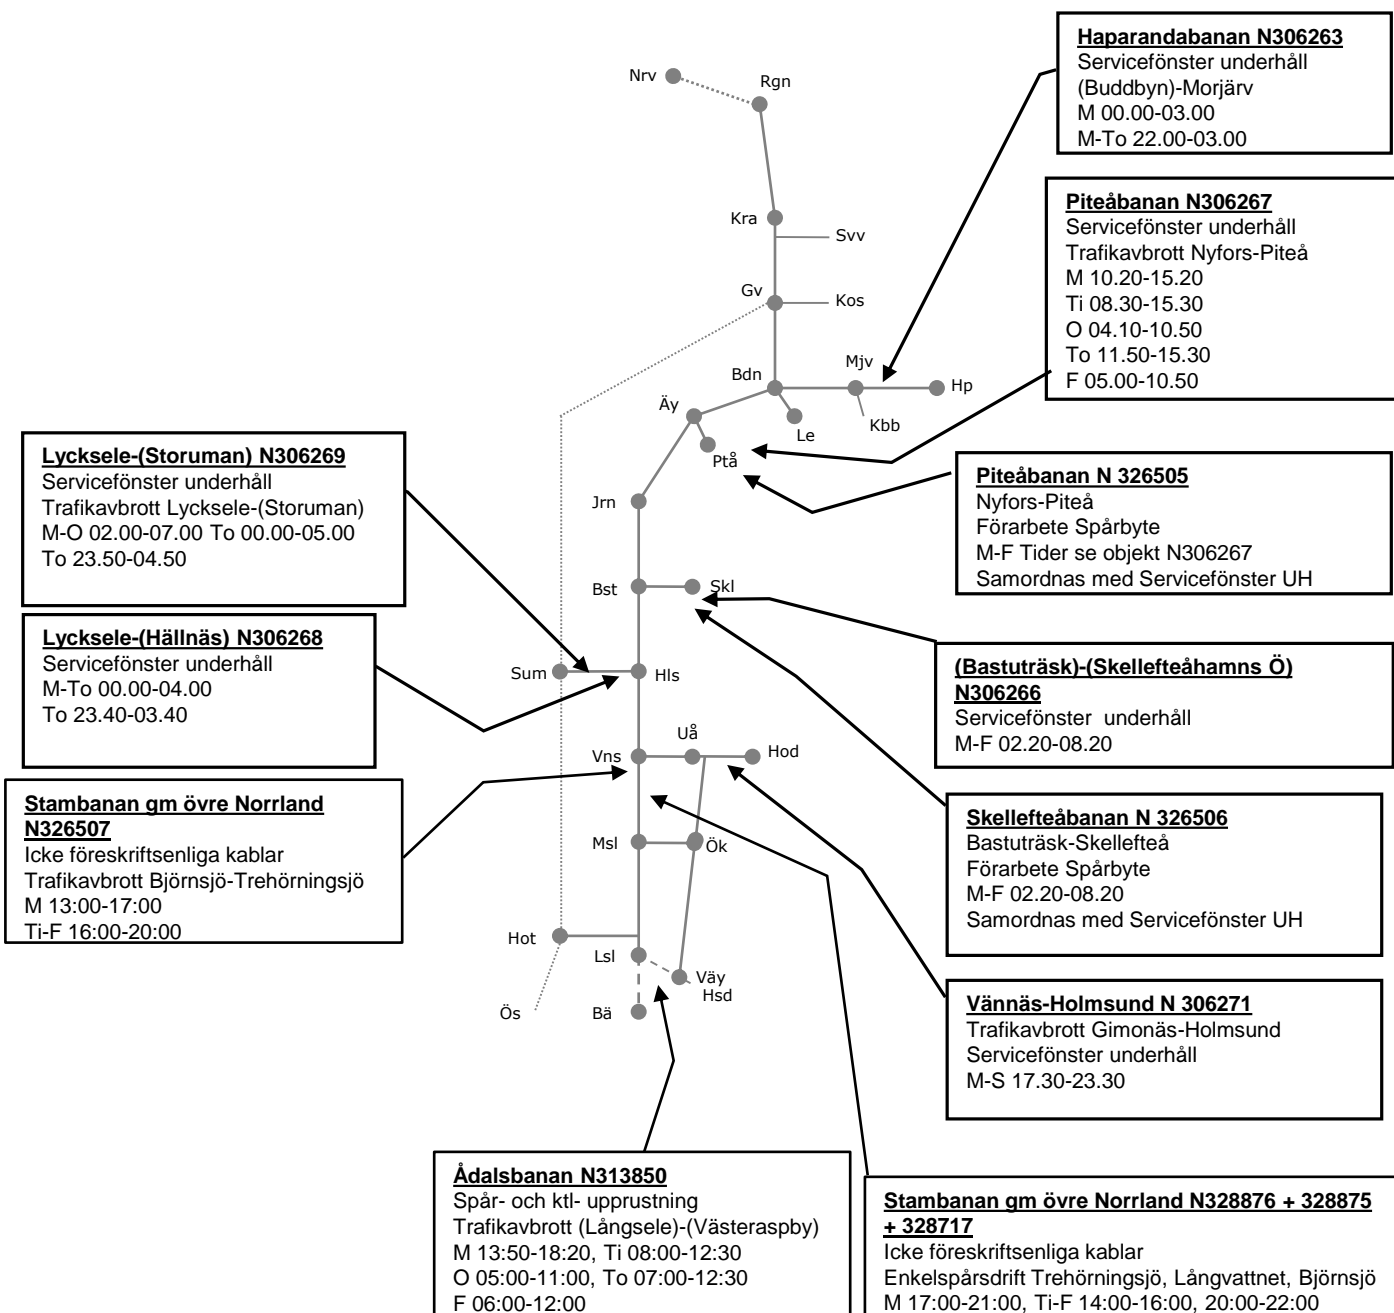 Haparandabanan N306263
Servicefönster underhåll
(Buddbyn)-Morjärv
M 00.00-03.00
M-To 22.00-03.00
Nrv
Rgn
Piteåbanan N306267
Servicefönster underhåll
Trafikavbrott Nyfors-Piteå
M 10.20-15.20
Ti 08.30-15.30
O 04.10-10.50
To 11.50-15.30
F 05.00-10.50
Kra
Svv
Gv
Kos
Mjv
Bdn
Hp
Äy
Le
Kbb
Ptå
Lycksele-(Storuman) N306269
Servicefönster underhåll
Trafikavbrott Lycksele-(Storuman)
M-O 02.00-07.00 To 00.00-05.00
To 23.50-04.50
Piteåbanan N 326505
Nyfors-Piteå
Förarbete Spårbyte
M-F Tider se objekt N306267
Samordnas med Servicefönster UH
Jrn
Bst
Skl
Lycksele-(Hällnäs) N306268
Servicefönster underhåll
M-To 00.00-04.00
To 23.40-03.40
Sum
Hls
(Bastuträsk)-(Skellefteåhamns Ö)
N306266
Servicefönster  underhåll
M-F 02.20-08.20
Uå
Vns
Hod
Stambanan gm övre Norrland
N326507
Icke föreskriftsenliga kablar
Trafikavbrott Björnsjö-Trehörningsjö
M 13:00-17:00
Ti-F 16:00-20:00
Skellefteåbanan N 326506
Bastuträsk-Skellefteå
Förarbete Spårbyte
M-F 02.20-08.20
Samordnas med Servicefönster UH
Msl
Ök
Hot
Lsl
Väy
Hsd
Ös
Bä
Vännäs-Holmsund N 306271
Trafikavbrott Gimonäs-Holmsund
Servicefönster underhåll
M-S 17.30-23.30
Ådalsbanan N313850
Spår- och ktl- upprustning
Trafikavbrott (Långsele)-(Västeraspby)
M 13:50-18:20, Ti 08:00-12:30
O 05:00-11:00, To 07:00-12:30
F 06:00-12:00
Stambanan gm övre Norrland N328876 + 328875
+ 328717
Icke föreskriftsenliga kablar
Enkelspårsdrift Trehörningsjö, Långvattnet, Björnsjö
M 17:00-21:00, Ti-F 14:00-16:00, 20:00-22:00